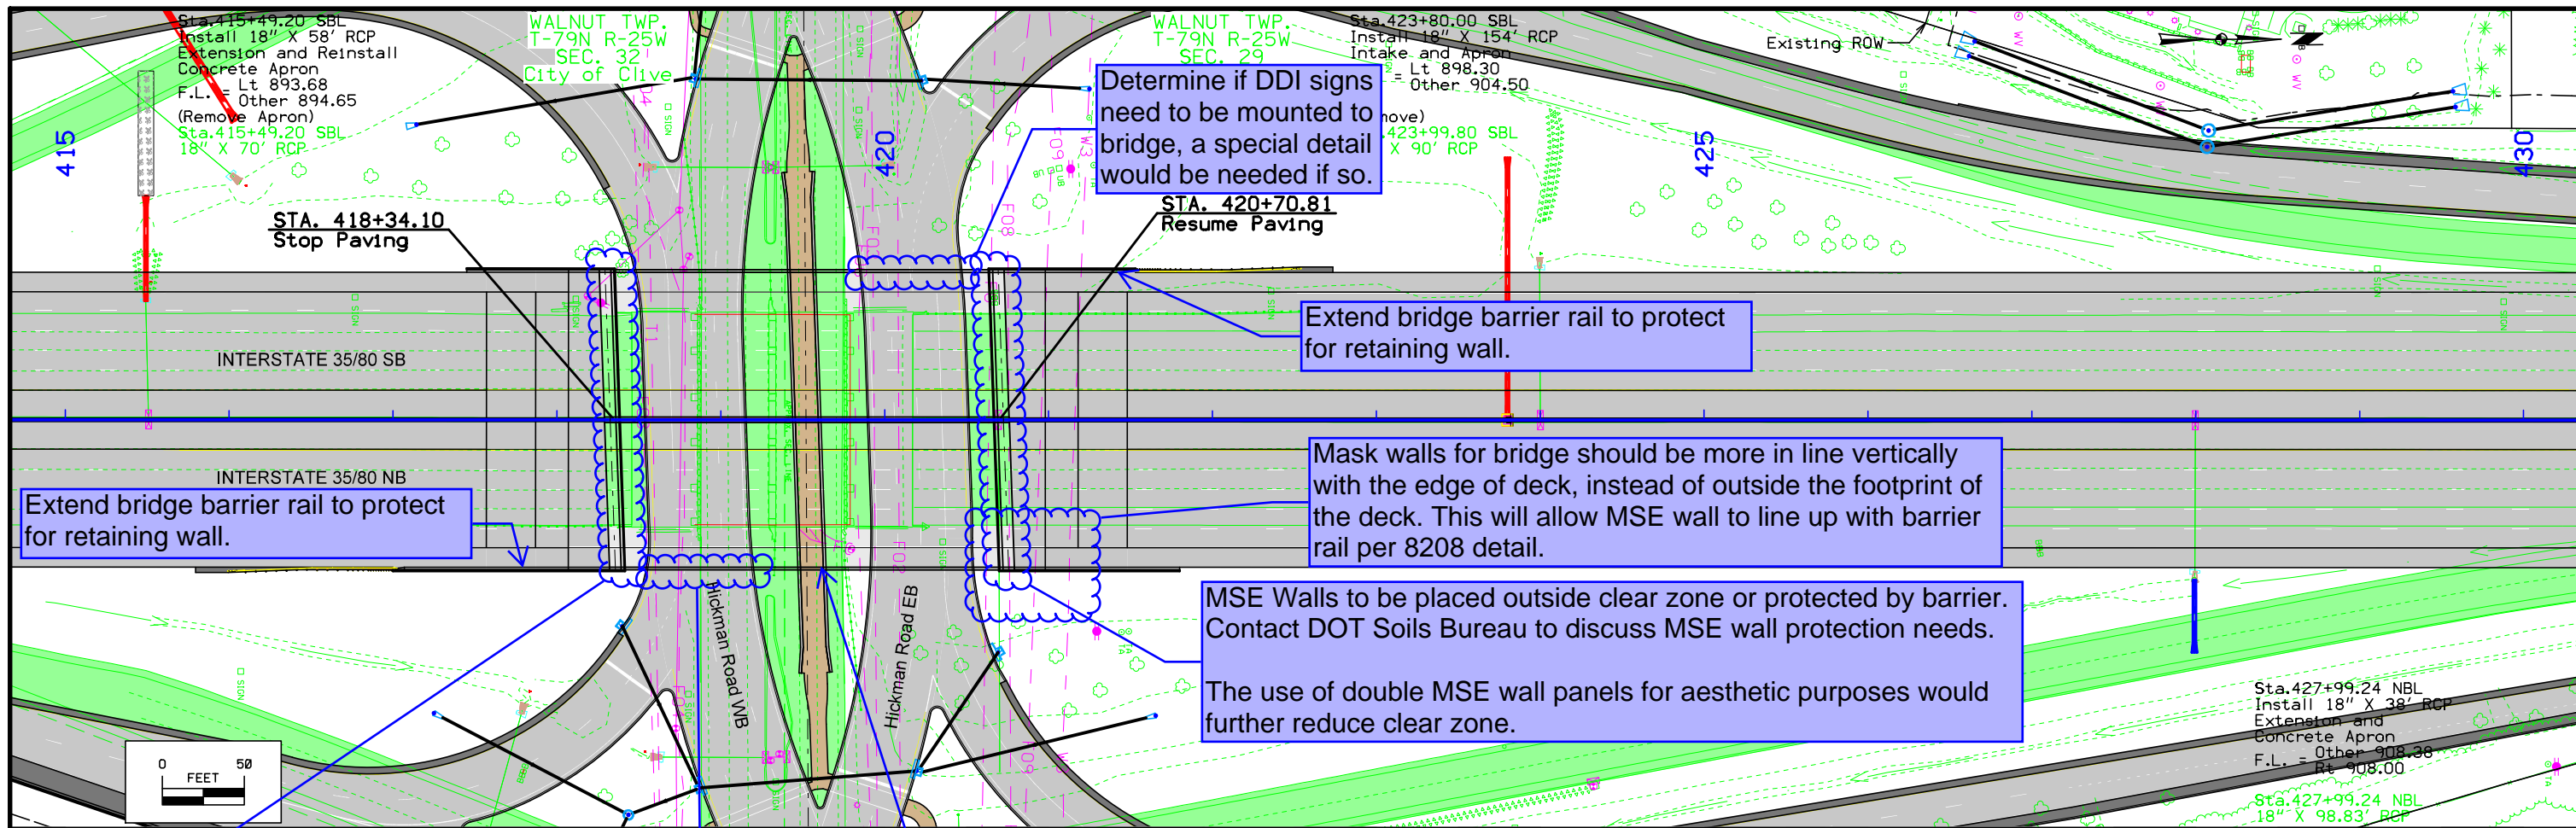 Sta.415+49.20 SBL
Install 18" X 58' RCP
Extension and Reinstall
Concrete Apron
F.L. = Lt 893.68
Other 894.65
(Remove Apron)
Sta.415+49.20 SBL
18" X 70' RCP
415
WALNUT TWP.
T-79N R-25W
SEC. 32
City of Clive
420
WALNUT TWP.
T-79N R-25W
SEC. 29
Determine if DDI signs
need to be mounted to
bridge, a special detail
would be needed if so.
Sta.423+80.00 SBL
Install 18" X 154' RCP
Intake and Apron
= Lt 898.30
Other 904.50
move)
423+99.80 SBL
X 90' RCP
425
Existing ROW
430
STA. 418+34.10
Stop Paving
STA. 420+70.81
Resume Paving
Extend bridge barrier rail to protect
for retaining wall.
INTERSTATE 35/80 SB
INTERSTATE 35/80 NB
Extend bridge barrier rail to protect
for retaining wall.
Mask walls for bridge should be more in line vertically
with the edge of deck, instead of outside the footprint of
the deck. This will allow MSE wall to line up with barrier
rail per 8208 detail.
MSE Walls to be placed outside clear zone or protected by barrier.
Contact DOT Soils Bureau to discuss MSE wall protection needs.
The use of double MSE wall panels for aesthetic purposes would
further reduce clear zone.
Hickman Road WB
Hickman Road EB
0 50
FEET
Sta.427+99.24 NBL
Install 18" X 38' RCP
Extension and
Concrete Apron
F.L. = Other 908.38
Rt 908.00
Sta.427+99.24 NBL
18" X 98.83' RCP